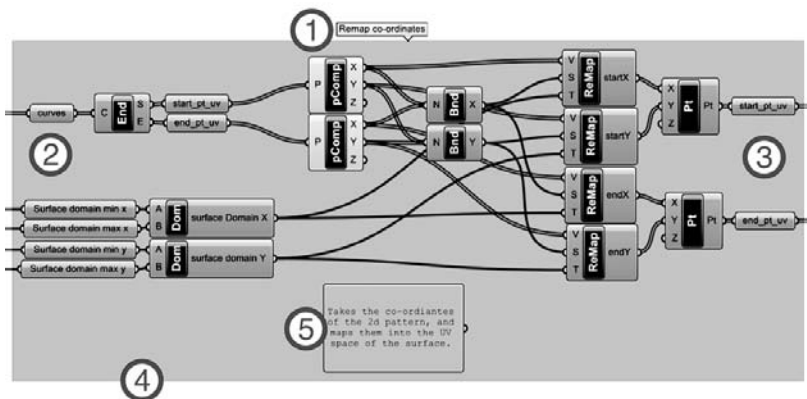 1
Remap co-ordinates
2
curves
C End S E
start_pt_uv
end_pt_uv
P pComp X Y Z
P pComp X Y Z
N Bnd X
N Bnd Y
V S T ReMap startX
V S T ReMap startY
V S T ReMap endX
V S T ReMap endY
X Y Z Pt Pt
X Y Z Pt Pt
start_pt_uv
end_pt_uv
3
Surface domain min x
Surface domain max x
A B Dom surface Domain X
Surface domain min y
Surface domain max y
A B Dom surface domain Y
4
5
Takes the co-ordiantes
of the 2d pattern, and
maps them into the UV
space of the surface.